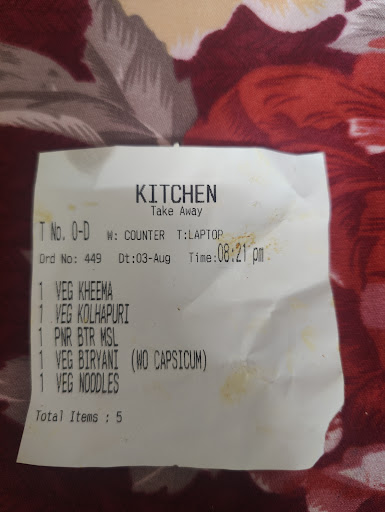 KITCHEN
Take Away
T No. 0-D W: COUNTER T:LAPTOP
Ord No: 449 Dt:03-Aug Time:08:21 pm
1 VEG KHEEMA
1 VEG KOLHAPURI
1 PNR BTR MSL
1 VEG BIRYANI (WO CAPSICUM)
1 VEG NOODLES
Total Items : 5